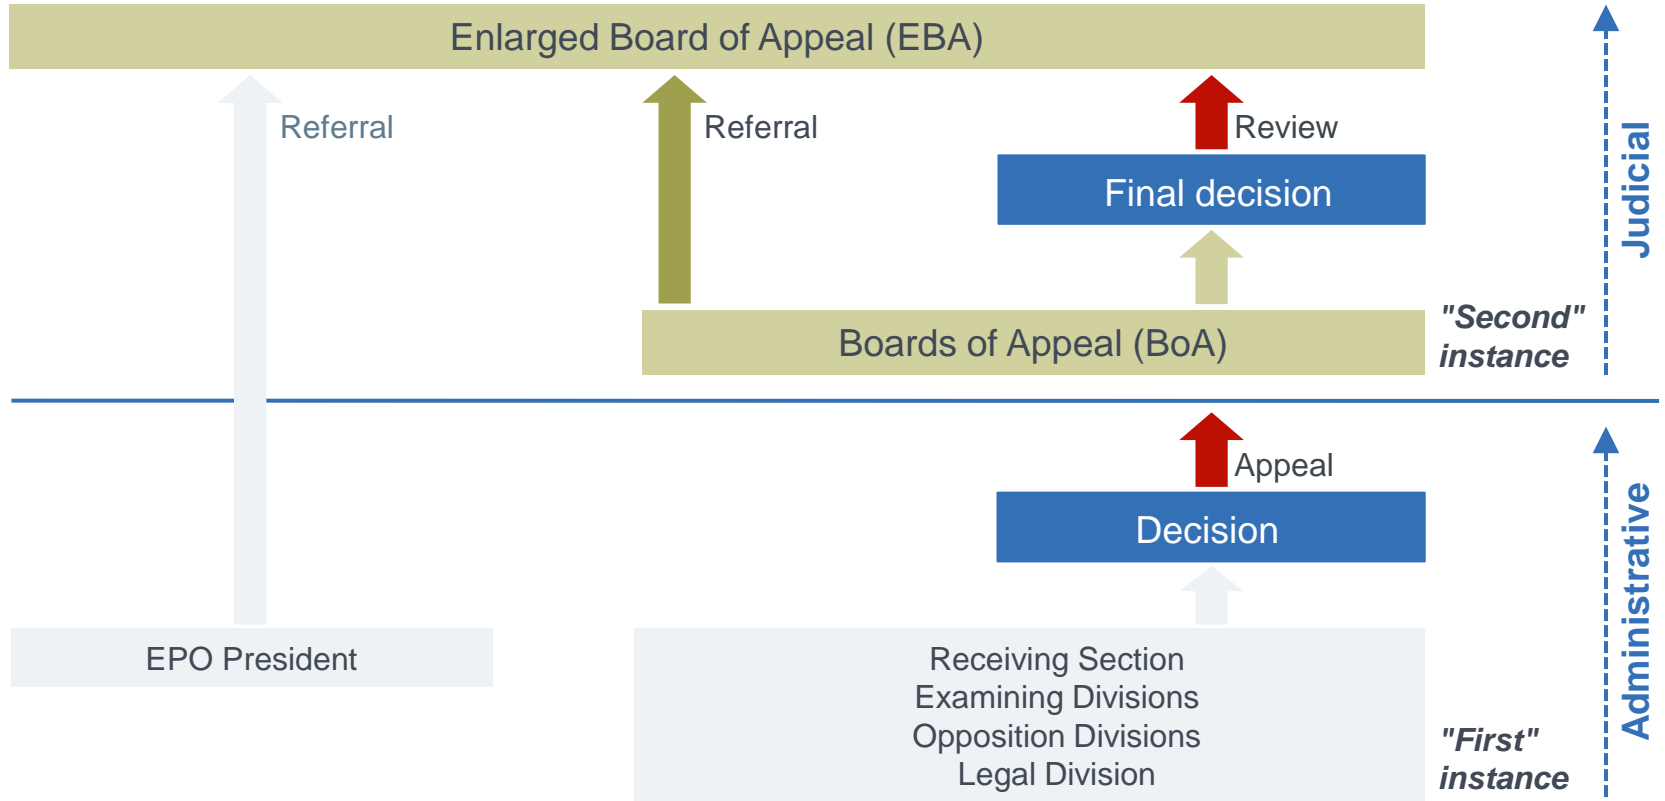 Enlarged Board of Appeal (EBA)
Referral
Referral
Review
Final decision
Judicial
Boards of Appeal (BoA)
"Second"
instance
Appeal
Decision
Administrative
EPO President
Receiving Section
Examining Divisions
Opposition Divisions
Legal Division
"First"
instance